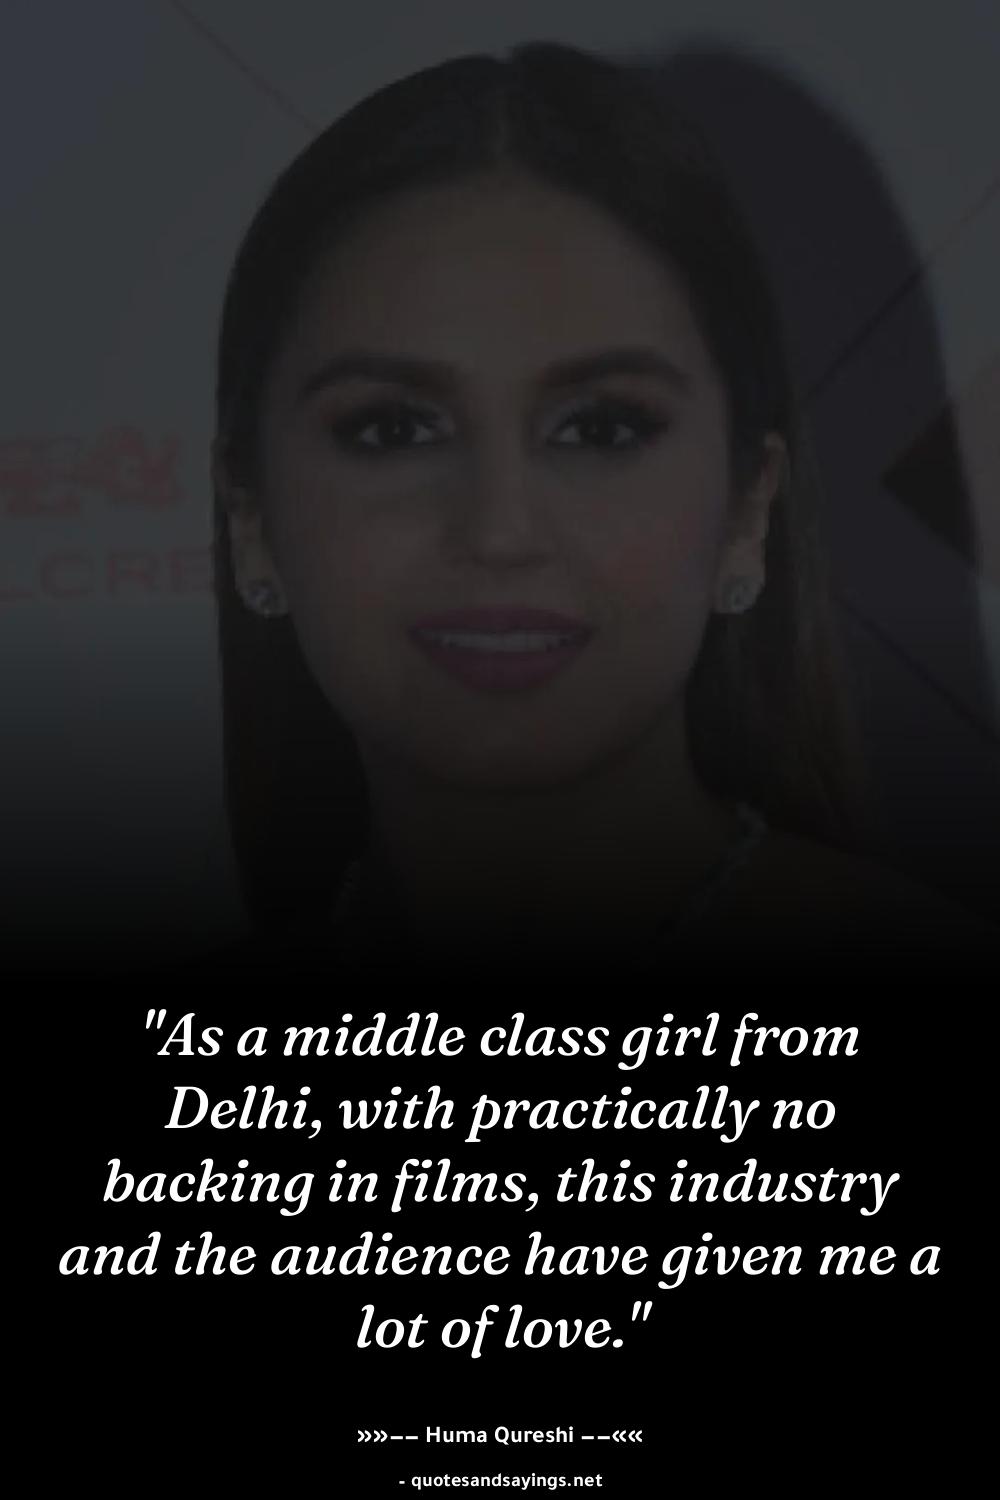 LCRE
"As a middle class girl from
Delhi, with practically no
backing in films, this industry
and the audience have given me a
lot of love."
»»−− Huma Qureshi −−««
- quotesandsayings.net